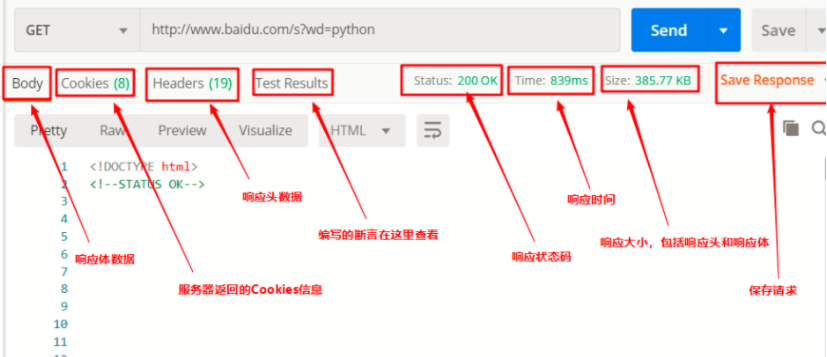 GET http://www.baidu.com/s?wd=python Send Save
Body Cookies (8) Headers (19) Test Results Status: 200 OK Time: 839ms Size: 385.77 KB Save Response
Pretty Raw Preview Visualize HTML
1 <!DOCTYPE html>
2 <!--STATUS OK-->
3
4
5
6
7
8
9
10
11
响应头数据
响应时间
编写的断言在这里查看
响应大小，包括响应头和响应体
响应体数据
响应状态码
服务器返回的Cookies信息
保存请求